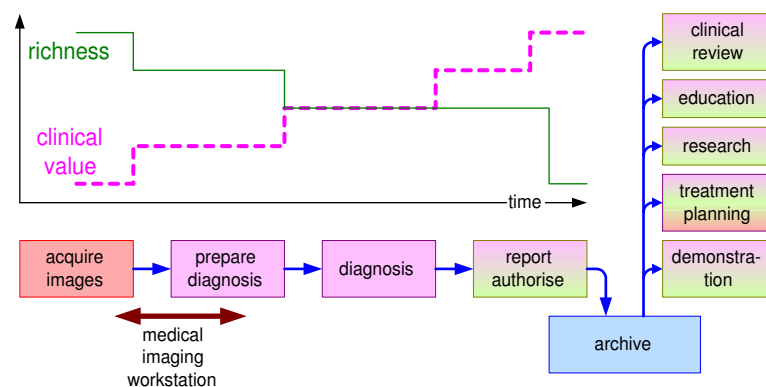 richness
clinical
value
time
acquire
images
prepare
diagnosis
diagnosis
report
authorise
medical
imaging
workstation
archive
clinical
review
education
research
treatment
planning
demonstra-
tion